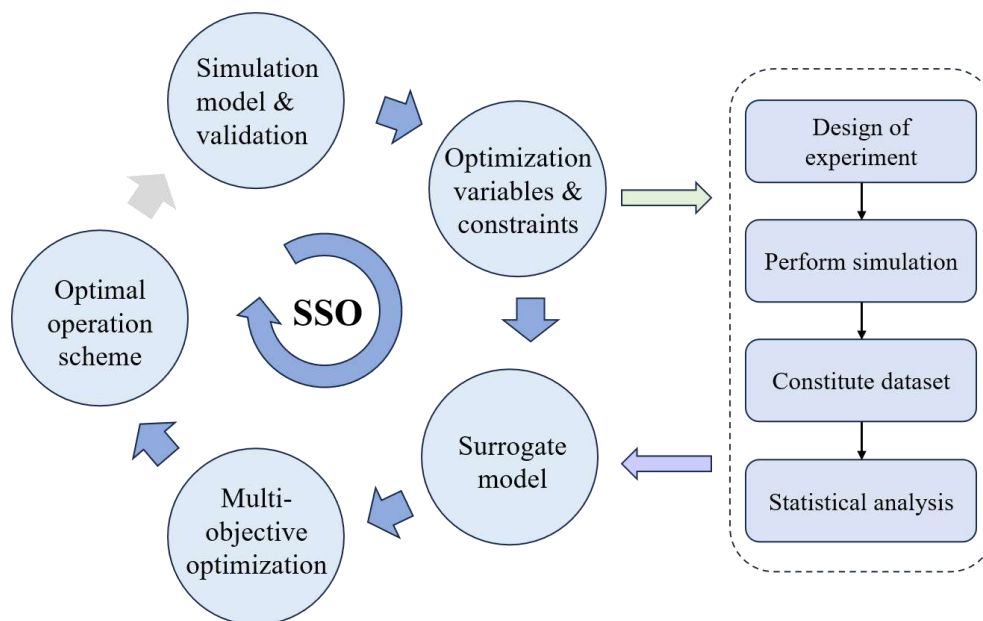 Simulation
model &
validation
Optimization
variables &
constraints
Surrogate
model
Multi-
objective
optimization
Optimal
operation
scheme
SSO
Design of
experiment
Perform simulation
Constitute dataset
Statistical analysis